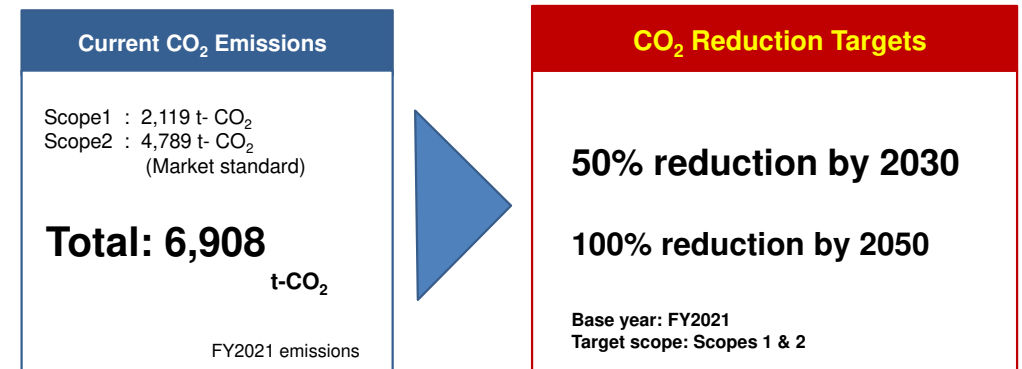 Current CO₂ Emissions
Scope1 : 2,119 t- CO₂
Scope2 : 4,789 t- CO₂
(Market standard)
Total: 6,908
t-CO₂
FY2021 emissions
CO₂ Reduction Targets
50% reduction by 2030
100% reduction by 2050
Base year: FY2021
Target scope: Scopes 1 & 2